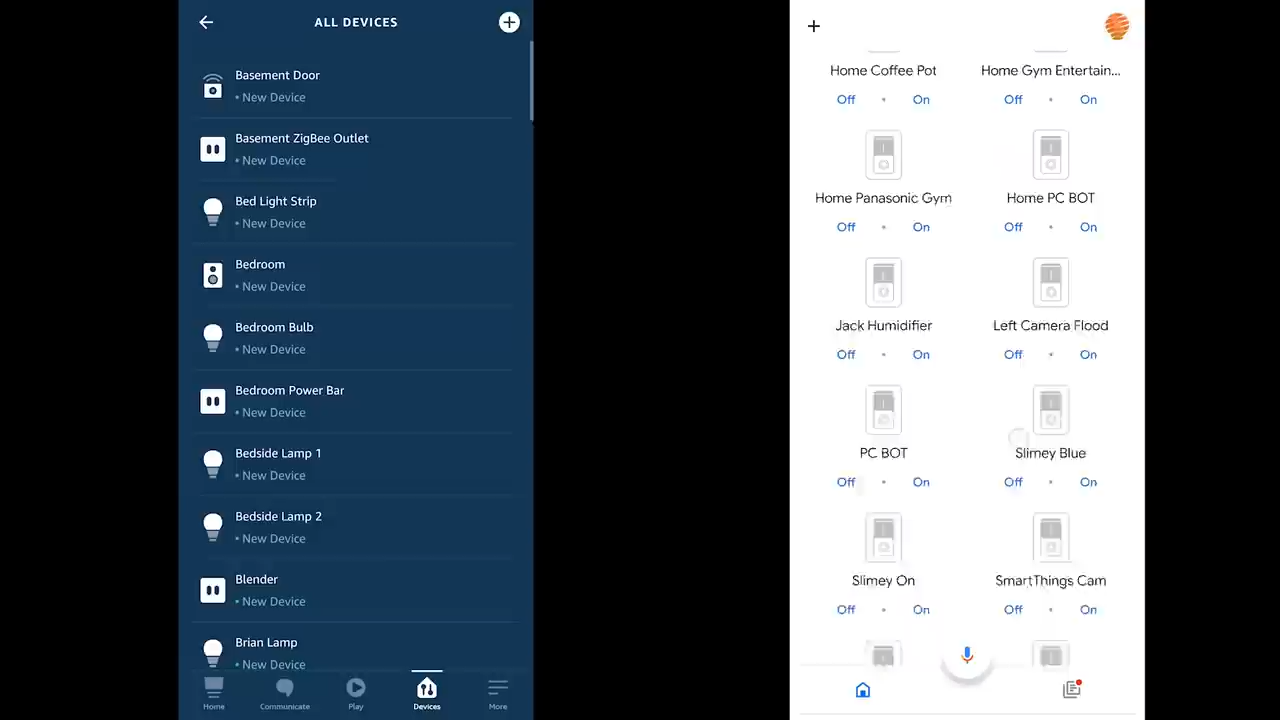 ALL DEVICES
Basement Door
• New Device
Basement ZigBee Outlet
• New Device
Bed Light Strip
• New Device
Bedroom
• New Device
Bedroom Bulb
• New Device
Bedroom Power Bar
• New Device
Bedside Lamp 1
• New Device
Bedside Lamp 2
• New Device
Blender
• New Device
Brian Lamp
• New Device
Home Communicate Play Devices More
Home Coffee Pot Home Gym Entertain...
Off • On Off • On
Home Panasonic Gym Home PC BOT
Off • On Off • On
Jack Humidifier Left Camera Flood
Off • On Off • On
PC BOT Slimey Blue
Off • On Off • On
Slimey On SmartThings Cam
Off • On Off • On